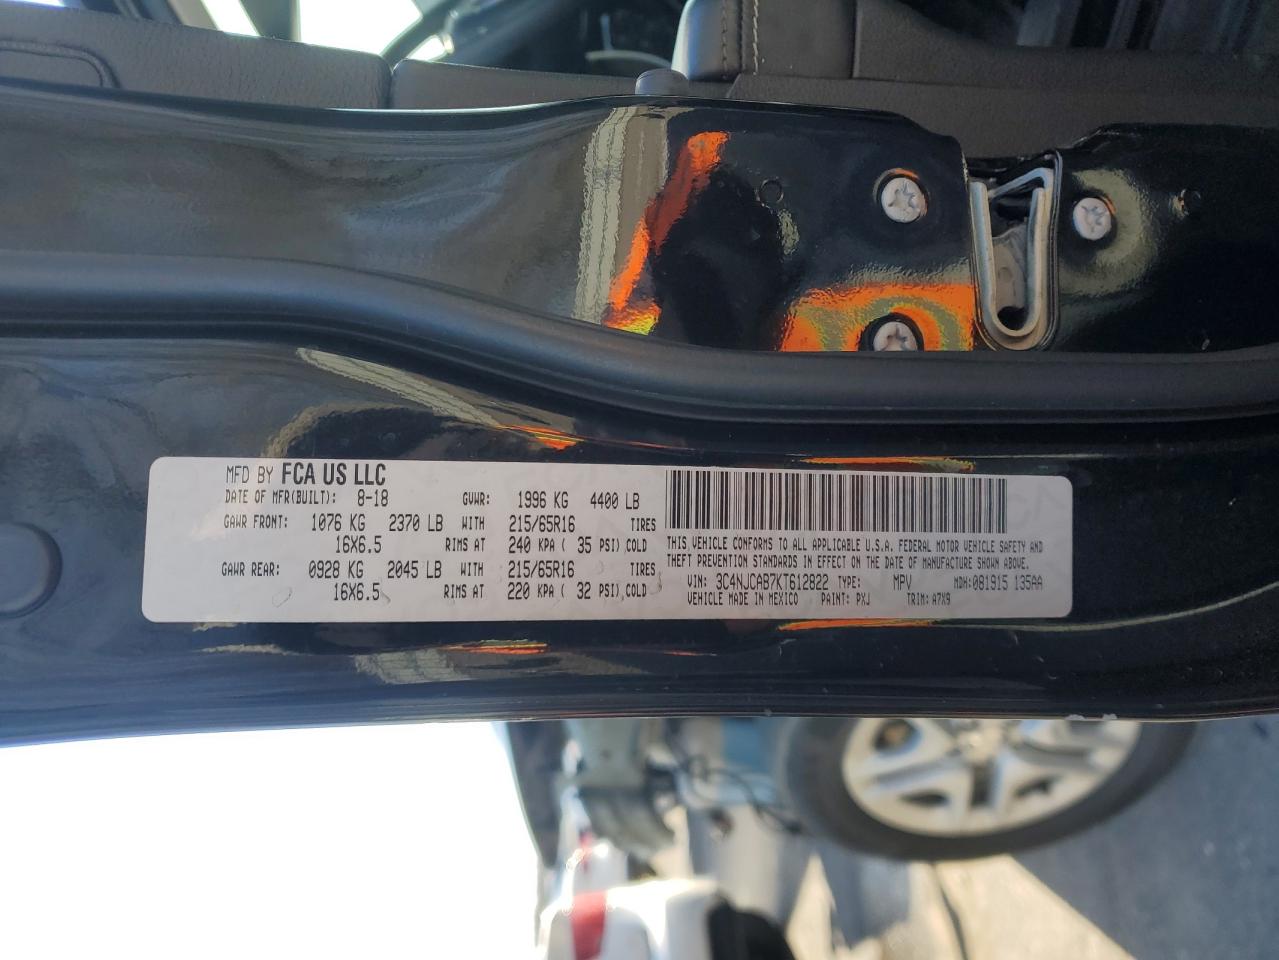 MFD BY FCA US LLC
DATE OF MFR(BUILT): 8-18 GVWR: 1996 KG 4400 LB
GAWR FRONT: 1076 KG 2370 LB WITH 215/65R16 TIRES
16X6.5 RIMS AT 240 KPA ( 35 PSI)COLD
GAWR REAR: 0928 KG 2045 LB WITH 215/65R16 TIRES
16X6.5 RIMS AT 220 KPA ( 32 PSI)COLD
THIS VEHICLE CONFORMS TO ALL APPLICABLE U.S.A. FEDERAL MOTOR VEHICLE SAFETY AND
THEFT PREVENTION STANDARDS IN EFFECT ON THE DATE OF MANUFACTURE SHOWN ABOVE.
VIN: 3C4NJCAB7KT612822 TYPE: MPV MDH:081915 135AA
VEHICLE MADE IN MEXICO PAINT: PXJ TRIM: A7X9